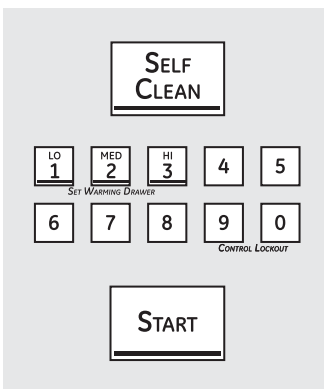 SELF
CLEAN
LO MED HI
1 2 3 4 5
SET WARMING DRAWER
6 7 8 9 0
CONTROL LOCKOUT
START